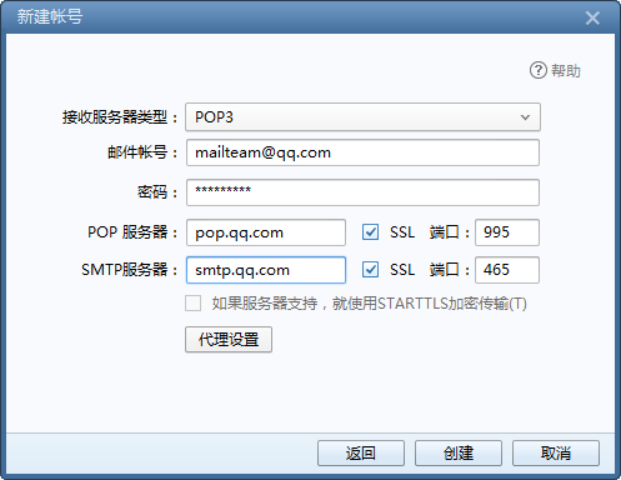 新建帐号
帮助
接收服务器类型： POP3
邮件帐号： mailteam@qq.com
密码： *********
POP 服务器： pop.qq.com SSL 端口： 995
SMTP服务器： smtp.qq.com SSL 端口： 465
如果服务器支持，就使用STARTTLS加密传输(T)
代理设置
返回 创建 取消